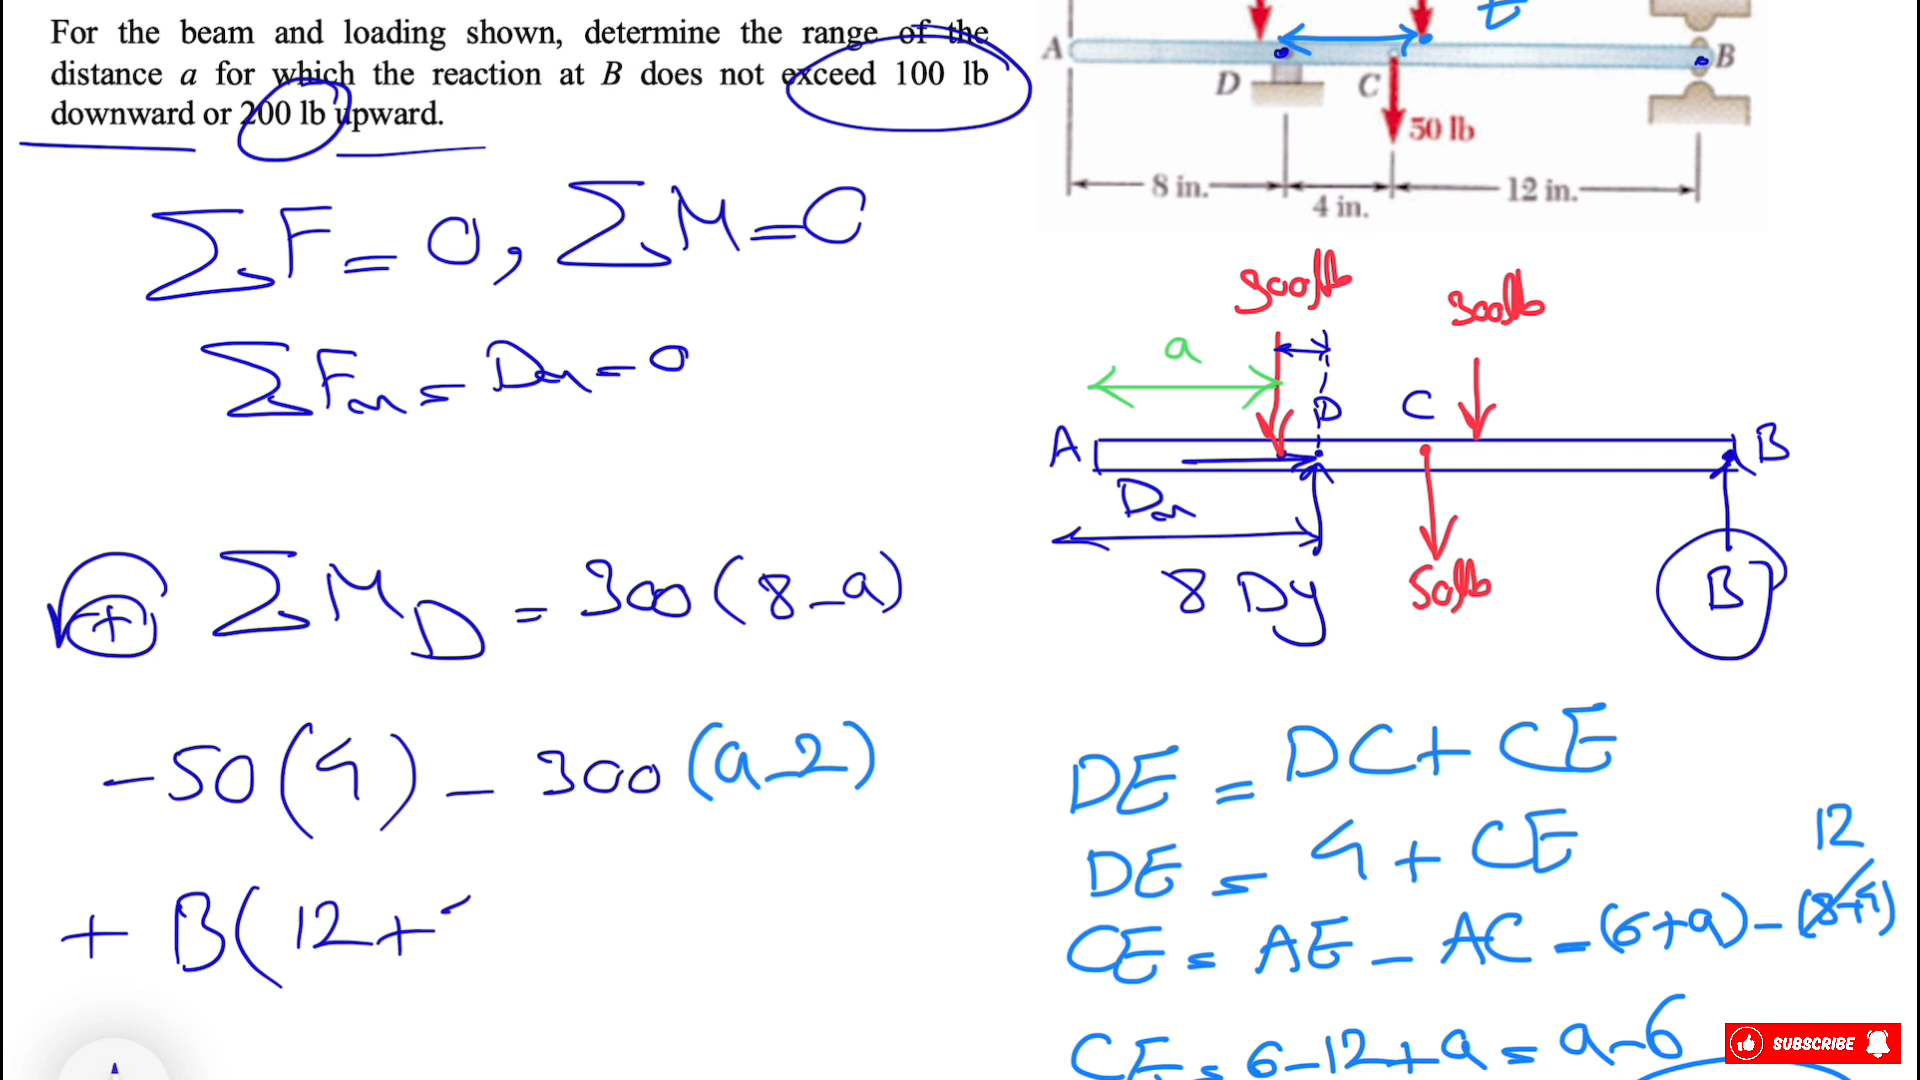 For the beam and loading shown, determine the range of the
distance a for which the reaction at B does not exceed 100 lb
downward or 200 lb upward.
E
A
B
D
C
50 lb
8 in.
4 in.
12 in.
ΣF = 0, ΣM = 0
ΣFx = Dx = 0
300lb
300lb
a
D
C
A
B
Dx
8
Dy
50lb
B
+ ΣM_D = 300(8-a)
-50(4) - 300(a-2)
+ B(12+
DE = DC + CE
DE = 4 + CE
12
CE = AE - AC = (6+a) - (8+4)
CE = 6-12+a = a-6
SUBSCRIBE